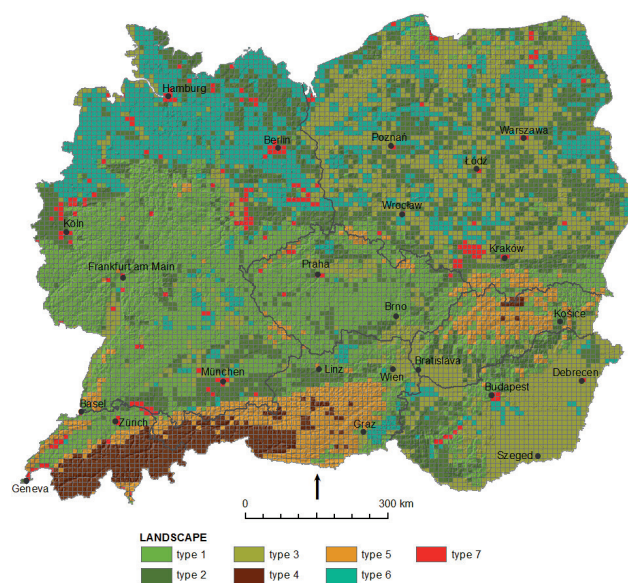 Hamburg
Berlin
Poznań
Warszawa
Łódź
Wrocław
Köln
Kraków
Frankfurt am Main
Praha
Brno
Košice
München
Linz
Wien
Bratislava
Debrecen
Budapest
Basel
Zürch
Graz
Szeged
Geneva
0 300 km
LANDSCAPE
type 1 type 3 type 5 type 7
type 2 type 4 type 6